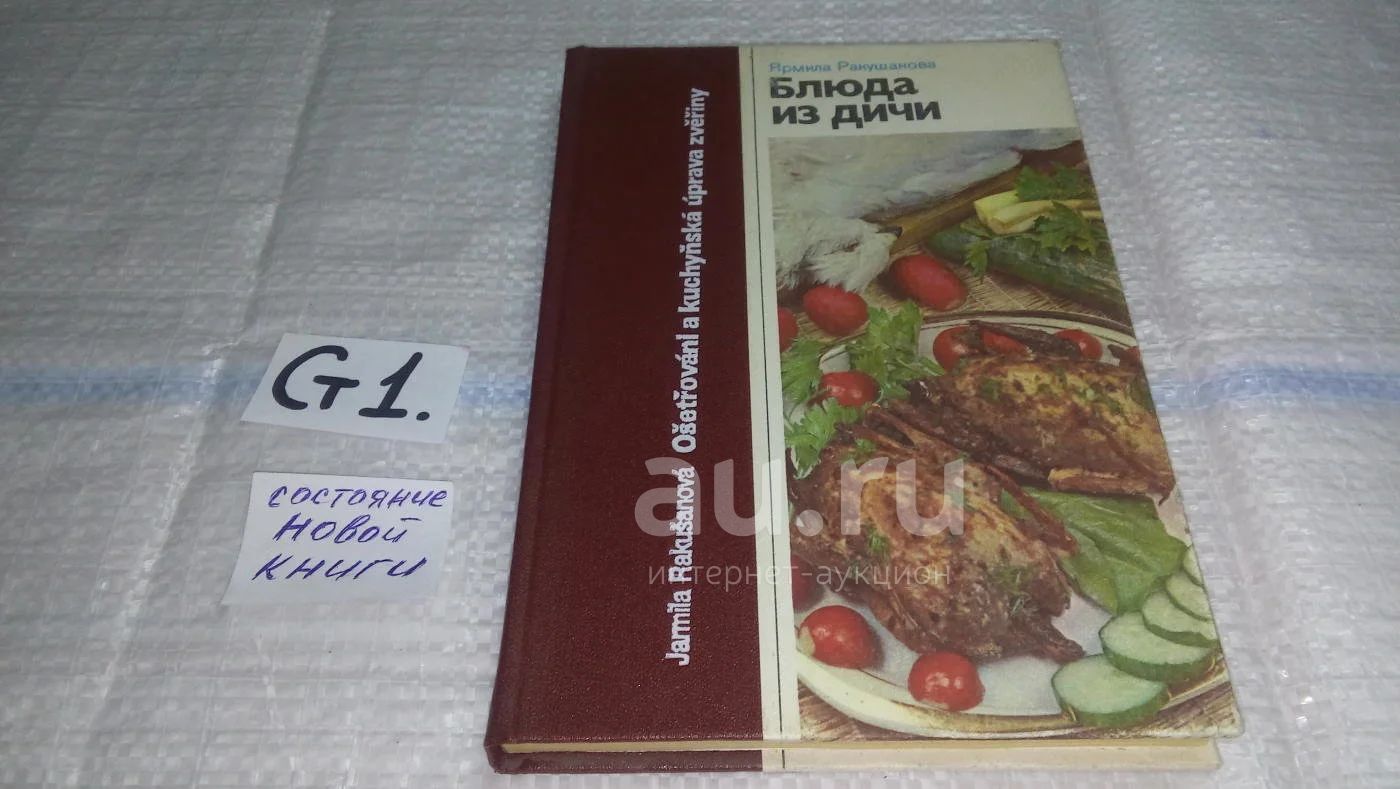 Ярмила Ракушанова
Блюда
из дичи
Jarmila Rakušanová Ošetřování a kuchyňská úprava zvěřiny
G1.
состояние
новой
книги
au.ru
интернет-аукцион